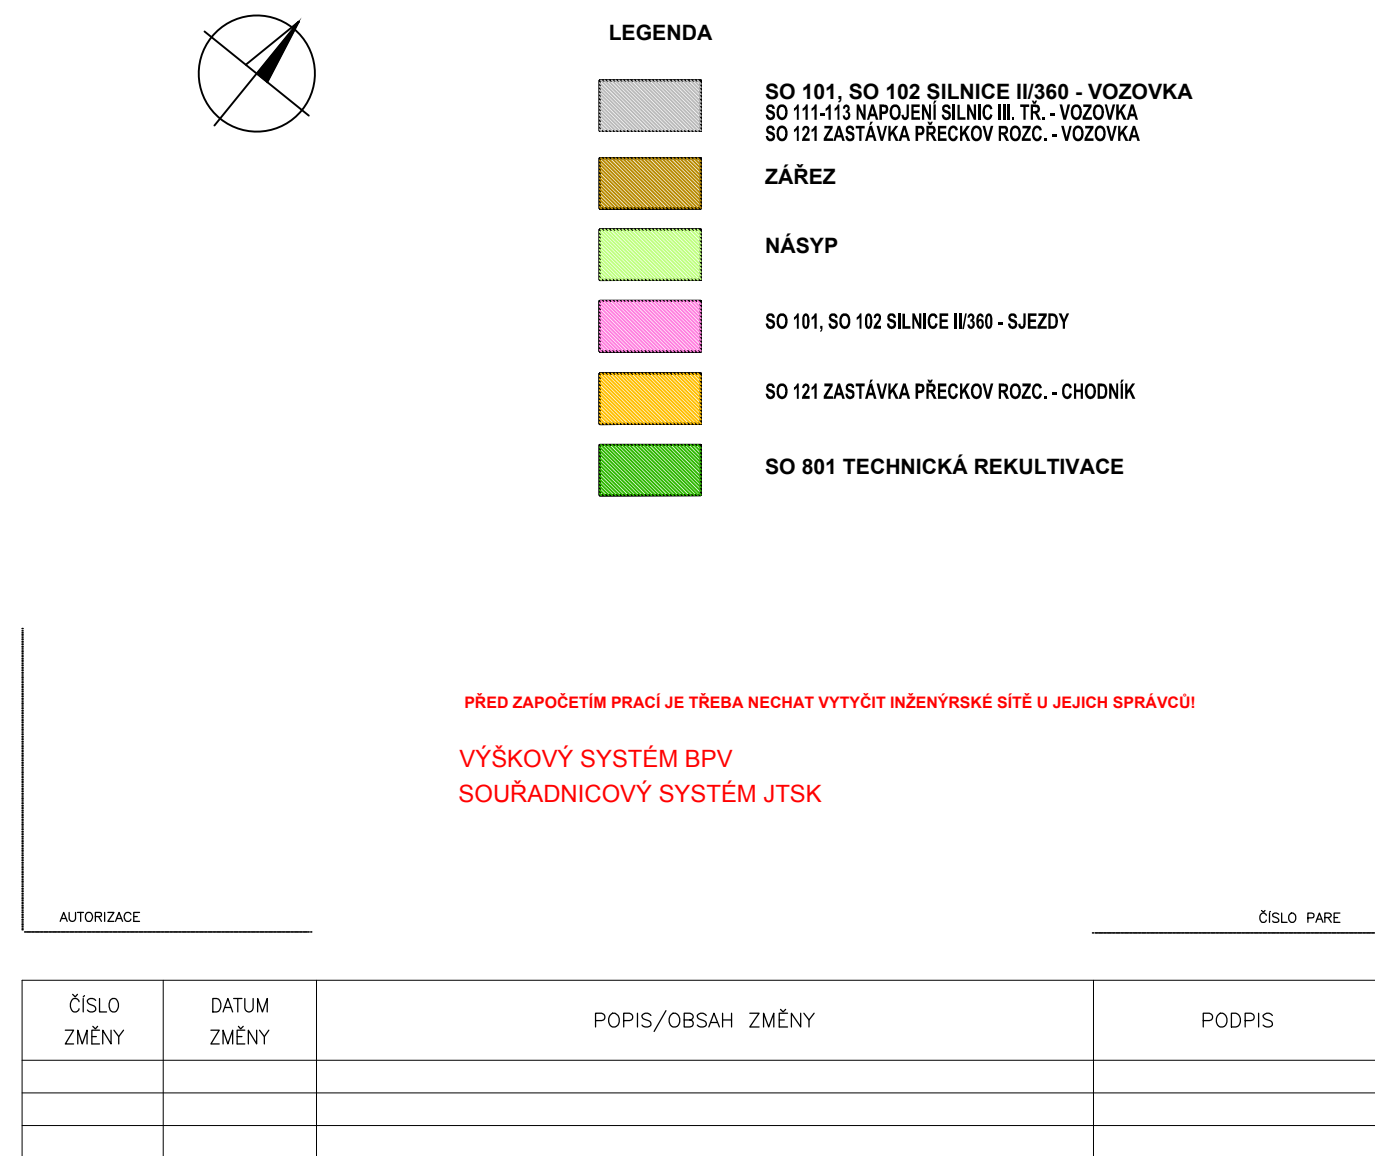 LEGENDA
SO 101, SO 102 SILNICE II/360 - VOZOVKA
SO 111-113 NAPOJENÍ SILNIC III. TŘ. - VOZOVKA
SO 121 ZASTÁVKA PŘECKOV ROZC. - VOZOVKA
ZÁŘEZ
NÁSYP
SO 101, SO 102 SILNICE II/360 - SJEZDY
SO 121 ZASTÁVKA PŘECKOV ROZC. - CHODNÍK
SO 801 TECHNICKÁ REKULTIVACE
PŘED ZAPOČETÍM PRACÍ JE TŘEBA NECHAT VYTYČIT INŽENÝRSKÉ SÍTĚ U JEJICH SPRÁVCŮ!
VÝŠKOVÝ SYSTÉM BPV
SOUŘADNICOVÝ SYSTÉM JTSK
AUTORIZACE
ČÍSLO PARE
ČÍSLO
ZMĚNY
DATUM
ZMĚNY
POPIS/OBSAH ZMĚNY
PODPIS